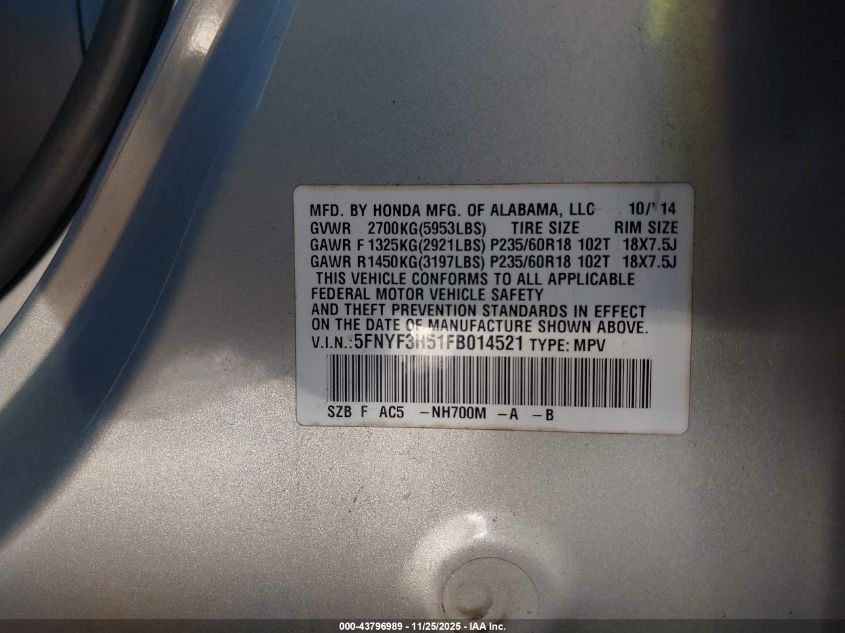 MFD. BY HONDA MFG. OF ALABAMA, LLC 10/'14
GVWR 2700KG(5953LBS) TIRE SIZE RIM SIZE
GAWR F 1325KG(2921LBS) P235/60R18 102T 18X7.5J
GAWR R1450KG(3197LBS) P235/60R18 102T 18X7.5J
THIS VEHICLE CONFORMS TO ALL APPLICABLE
FEDERAL MOTOR VEHICLE SAFETY
AND THEFT PREVENTION STANDARDS IN EFFECT
ON THE DATE OF MANUFACTURE SHOWN ABOVE.
V.I.N.: 5FNYF3H51FB014521 TYPE: MPV
SZB F AC5 -NH700M -A -B
000-43796989 - 11/25/2025 - IAA Inc.